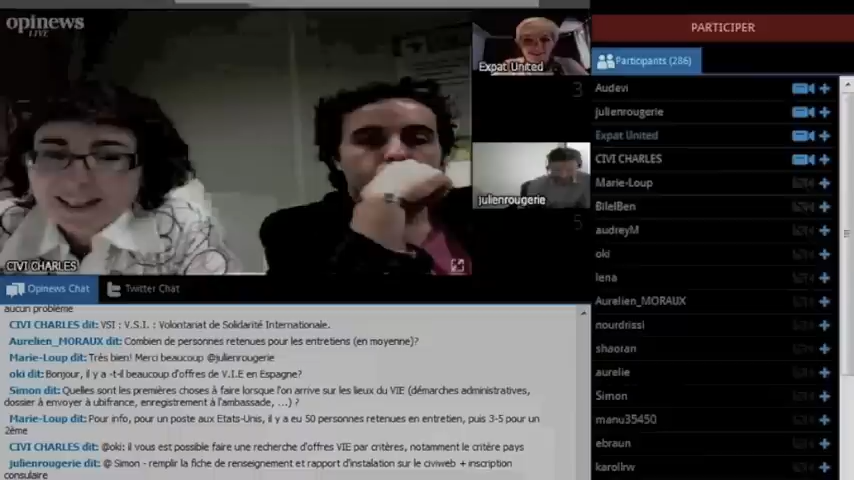 opinews
LIVE
CIVI CHARLES
Expat United
3
julienrougerie
5
PARTICIPER
Participants (286)
Audevi
julienrougerie
Expat United
CIVI CHARLES
Marie-Loup
BilelBen
audreyM
oki
lena
Aurelien_MORAUX
nourdrissi
shaoran
aurelie
Simon
manu35450
ebraun
karollrw
Opinews Chat
Twitter Chat
aucun problème
CIVI CHARLES dit: VSI : V.S.I. : Volontariat de Solidarité Internationale.
Aurelien_MORAUX dit: Combien de personnes retenues pour les entretiens (en moyenne)?
Marie-Loup dit: Très bien! Merci beaucoup @julienrougerie
oki dit: Bonjour, il y a -t-il beaucoup d'offres de V.I.E en Espagne?
Simon dit: Quelles sont les premières choses à faire lorsque l'on arrive sur les lieux du VIE (démarches administratives,
dossier à envoyer à ubifrance, enregistrement à l'ambassade, ...) ?
Marie-Loup dit: Pour info, pour un poste aux Etats-Unis, il y a eu 50 personnes retenues en entretien, puis 3-5 pour un
2ème
CIVI CHARLES dit: @oki: il vous est possible faire une recherche d'offres VIE par critères, notamment le critère pays
julienrougerie dit: @ Simon - remplir la fiche de renseignement et rapport d'instalation sur le civiweb + inscription
consulaire